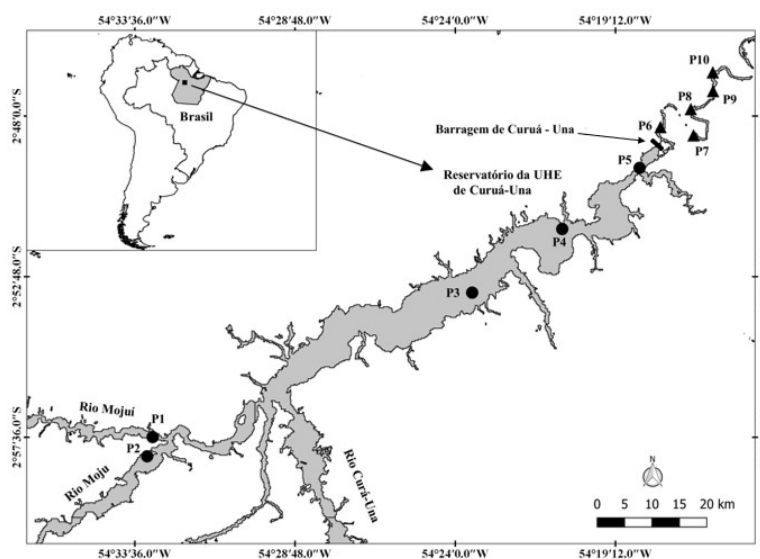 54°33'36.0"W 54°28'48.0"W 54°24'0.0"W 54°19'12.0"W
P10
P9
P8
Brasil
P6
2°48'0.0"S
Barragem de Curuá - Una
P7
P5
Reservatório da UHE
de Curuá-Una
P4
2°52'48.0"S
P3
Rio Mojuí
P1
2°57'36.0"S
P2
Rio Moju
Rio Curá-Una
N
0 5 10 15 20 km
54°33'36.0"W 54°28'48.0"W 54°24'0.0"W 54°19'12.0"W